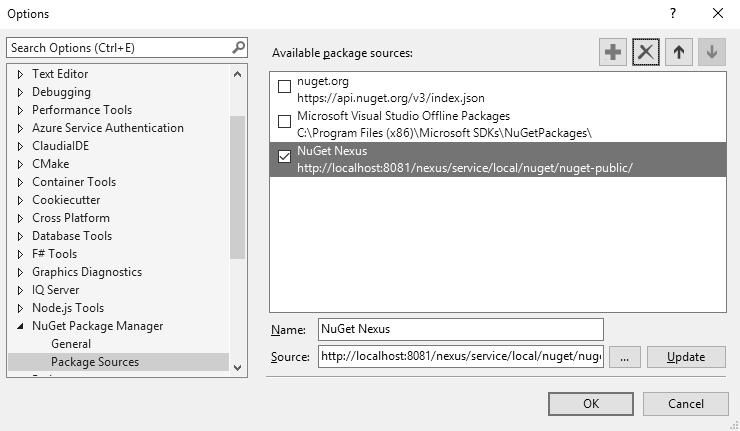 Options
Search Options (Ctrl+E)
Text Editor
Debugging
Performance Tools
Azure Service Authentication
ClaudiaIDE
CMake
Container Tools
Cookiecutter
Cross Platform
Database Tools
F# Tools
Graphics Diagnostics
IQ Server
Node.js Tools
NuGet Package Manager
General
Package Sources
Available package sources:
nuget.org
https://api.nuget.org/v3/index.json
Microsoft Visual Studio Offline Packages
C:\Program Files (x86)\Microsoft SDKs\NuGetPackages\
NuGet Nexus
http://localhost:8081/nexus/service/local/nuget/nuget-public/
Name: NuGet Nexus
Source: http://localhost:8081/nexus/service/local/nuget/nuge ... Update
OK Cancel